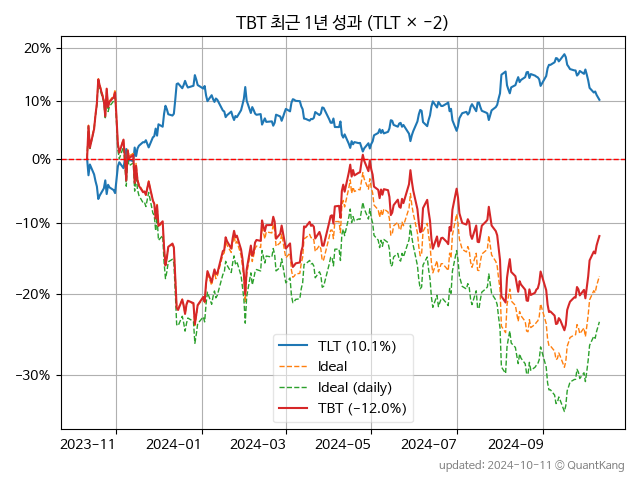 TBT 최근 1년 성과 (TLT × −2)
20%
10%
0%
−10%
−20%
−30%
TLT (10.1%)
Ideal
Ideal (daily)
TBT (−12.0%)
2023-11
2024-01
2024-03
2024-05
2024-07
2024-09
updated: 2024-10-11 © QuantKang